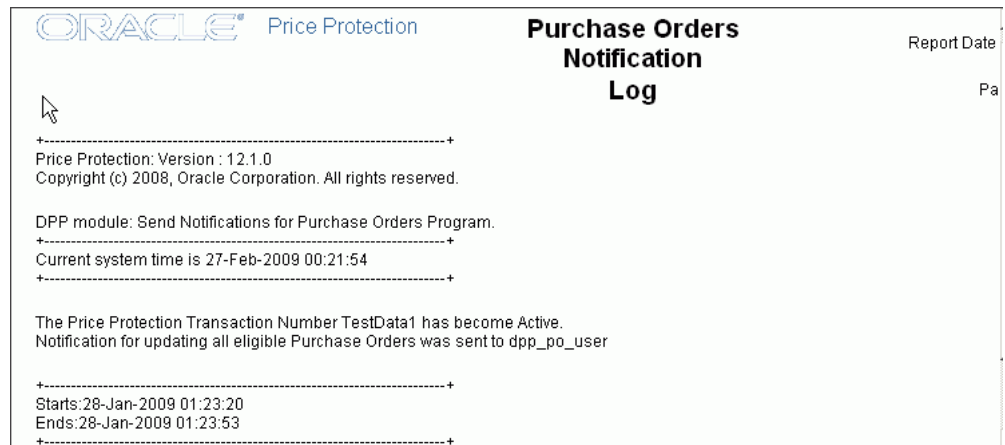 ORACLE® Price Protection
Purchase Orders
Notification
Log
Report Date
Pa
+---------------------------------------------------------------------------+
Price Protection: Version : 12.1.0
Copyright (c) 2008, Oracle Corporation. All rights reserved.
DPP module: Send Notifications for Purchase Orders Program.
+---------------------------------------------------------------------------+
Current system time is 27-Feb-2009 00:21:54
+---------------------------------------------------------------------------+
The Price Protection Transaction Number TestData1 has become Active.
Notification for updating all eligible Purchase Orders was sent to dpp_po_user
+---------------------------------------------------------------------------+
Starts:28-Jan-2009 01:23:20
Ends:28-Jan-2009 01:23:53
+---------------------------------------------------------------------------+